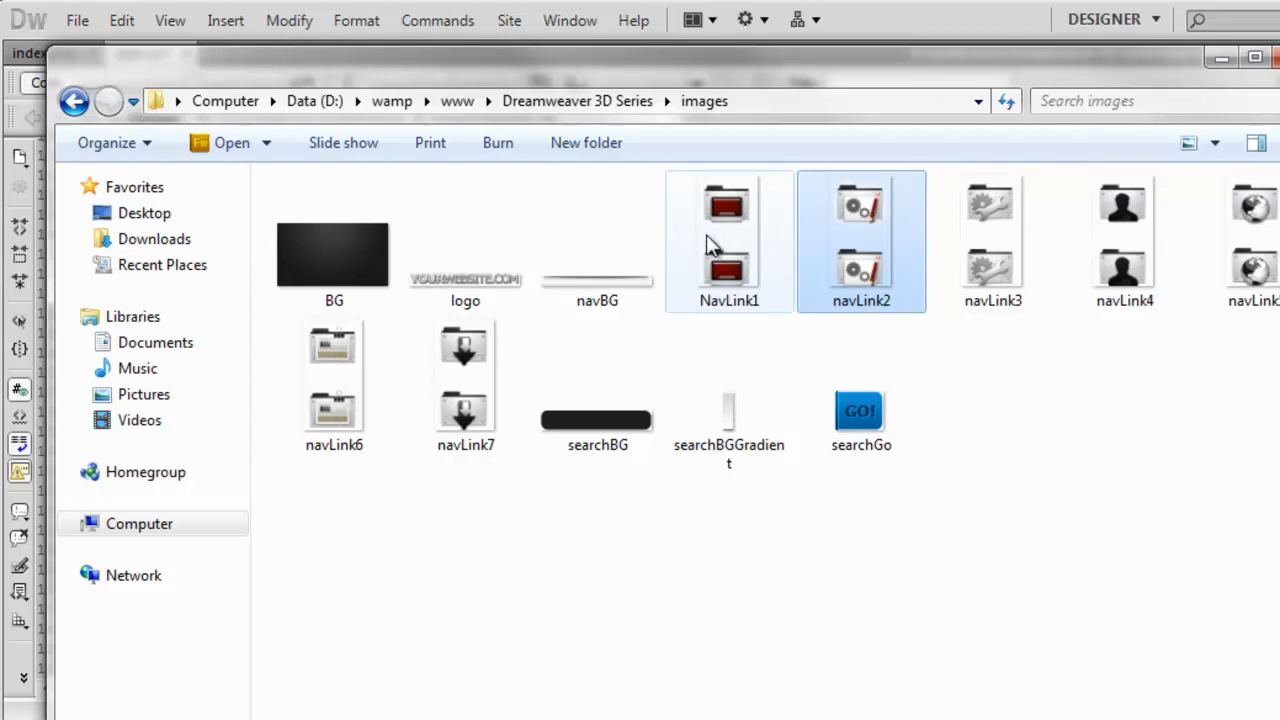 Dw File Edit View Insert Modify Format Commands Site Window Help DESIGNER
Computer Data (D:) wamp www Dreamweaver 3D Series images Search images
Organize Fw Open Slide show Print Burn New folder
Favorites
Desktop
Downloads
Recent Places
Libraries
Documents
Music
Pictures
Videos
Homegroup
Computer
Network
YOURWEBSITE.COM
BG logo navBG NavLink1 navLink2 navLink3 navLink4
GO!
navLink6 navLink7 searchBG searchBGGradien
t
searchGo